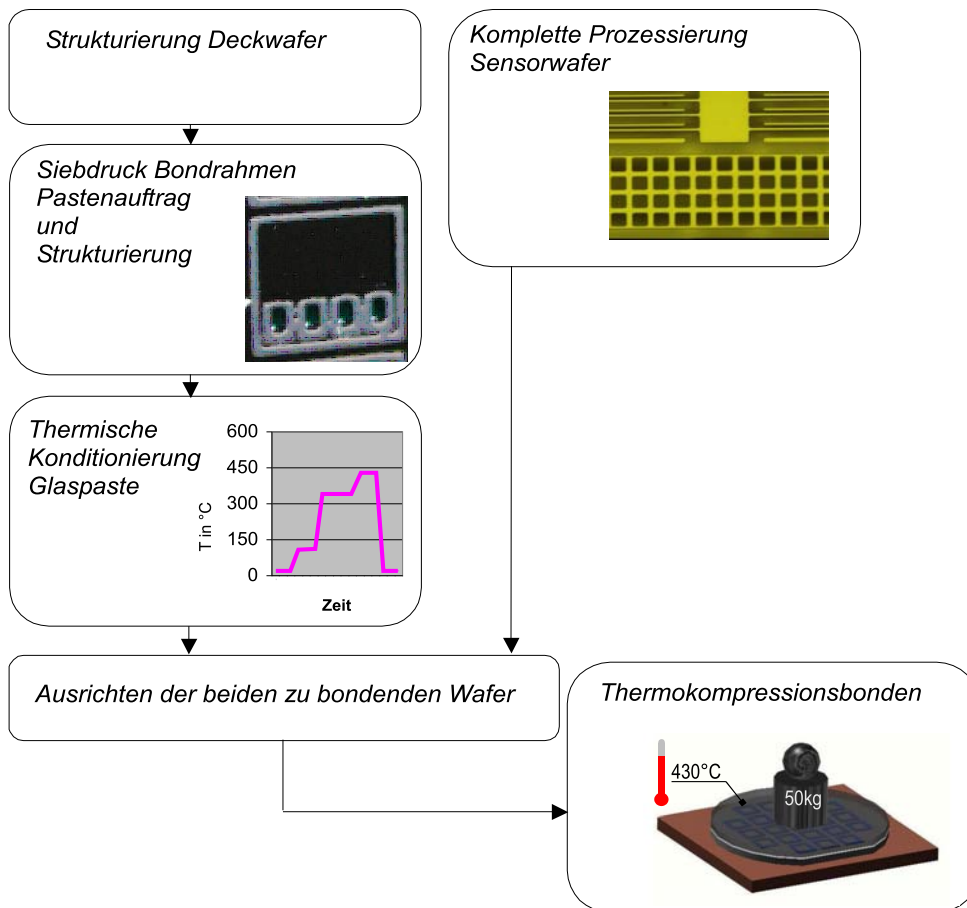 Strukturierung Deckwafer
Komplette Prozessierung
Sensorwafer
Siebdruck Bondrahmen
Pastenauftrag
und
Strukturierung
Thermische
Konditionierung
Glaspaste
600
450
300
150
0
T in °C
Zeit
Ausrichten der beiden zu bondenden Wafer
Thermokompressionsbonden
430°C
50kg